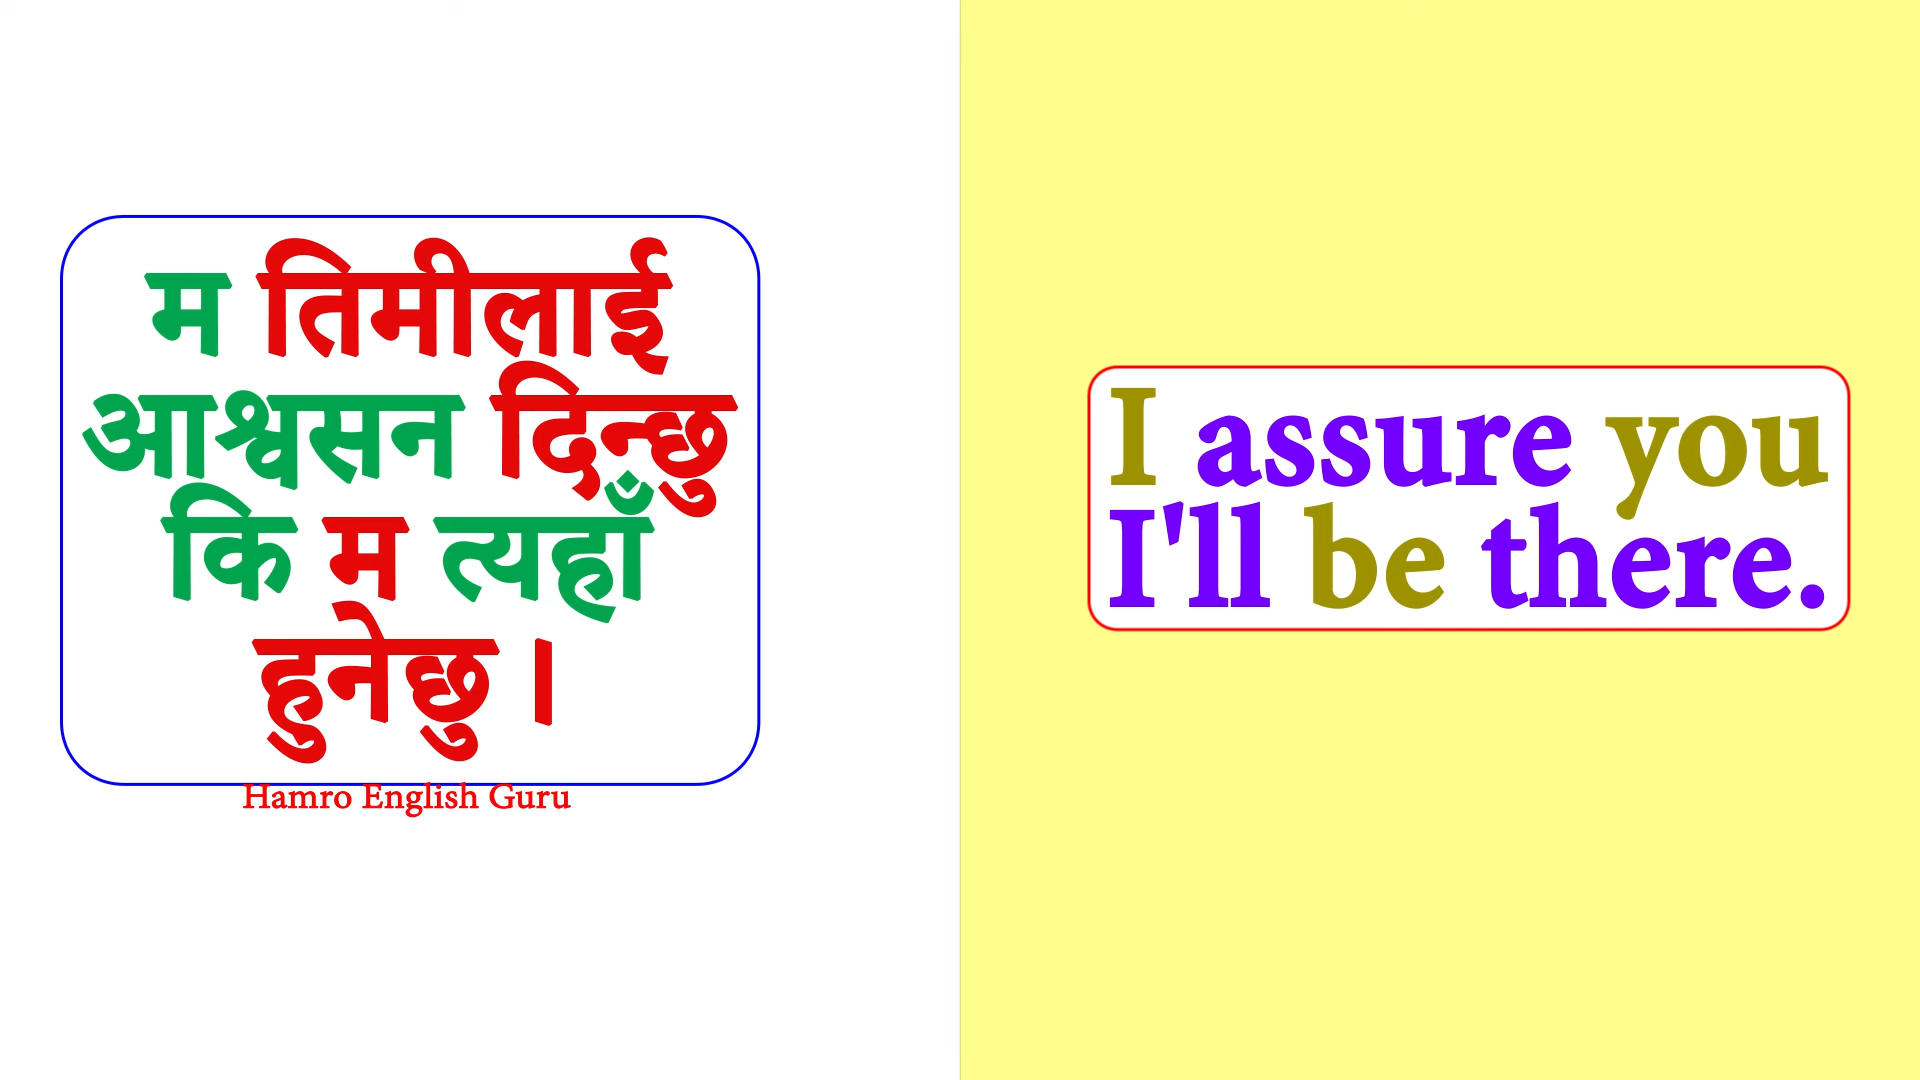 म तिमीलाई
आश्वसन दिन्छु
कि म त्यहाँ
हुनेछु ।
Hamro English Guru
I assure you
I'll be there.